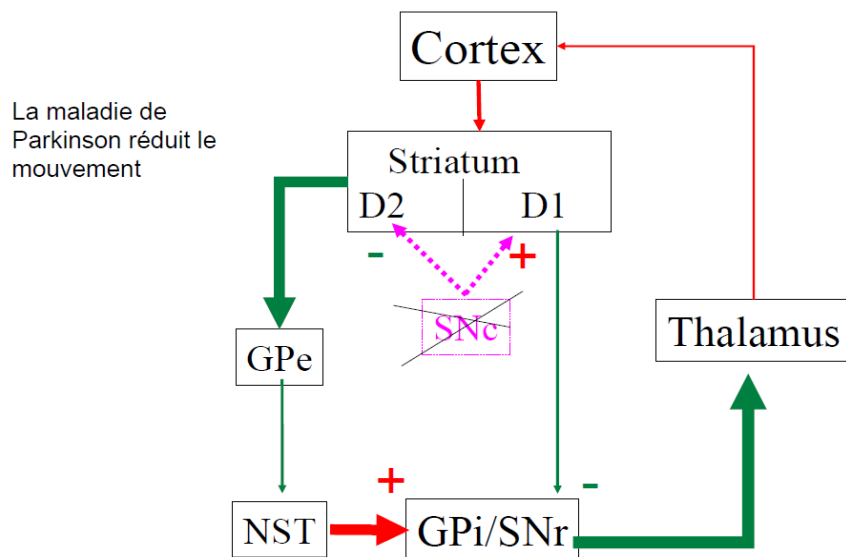 Cortex
La maladie de
Parkinson réduit le
mouvement
Striatum
D2 D1
- +
SNc
GPe
Thalamus
+ -
NST GPi/SNr